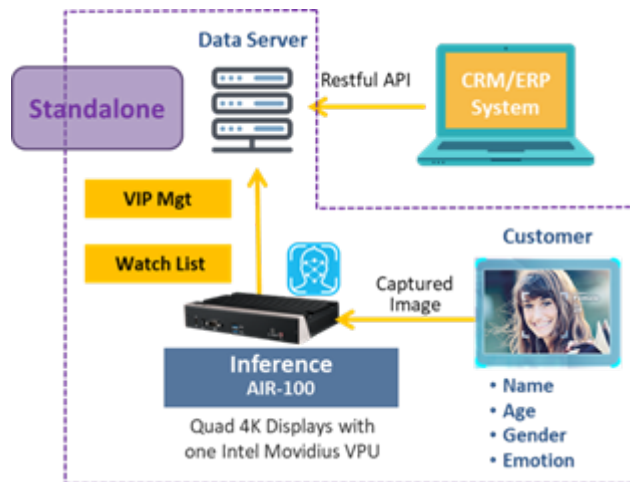 Data Server
Standalone
Restful API
CRM/ERP
System
VIP Mgt
Watch List
Customer
Captured
Image
Inference
AIR-100
Quad 4K Displays with
one Intel Movidius VPU
• Name
• Age
• Gender
• Emotion